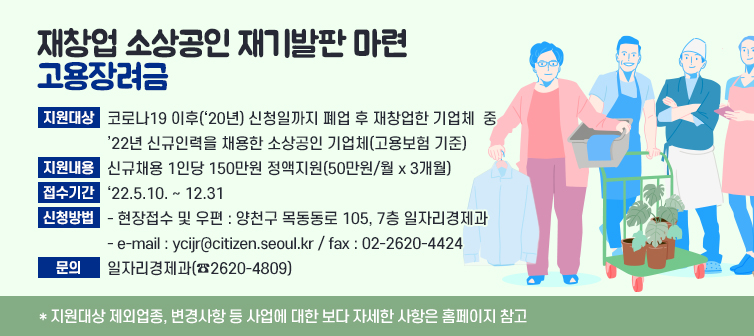 재창업 소상공인 재기발판 마련
고용장려금
지원대상 코로나19 이후(‘20년) 신청일까지 폐업 후 재창업한 기업체 중
’22년 신규인력을 채용한 소상공인 기업체(고용보험 기준)
지원내용 신규채용 1인당 150만원 정액지원(50만원/월 x 3개월)
접수기간 ‘22.5.10. ~ 12.31
신청방법 - 현장접수 및 우편 : 양천구 목동동로 105, 7층 일자리경제과
- e-mail : ycijr@citizen.seoul.kr / fax : 02-2620-4424
문의 일자리경제과(☎2620-4809)
* 지원대상 제외업종, 변경사항 등 사업에 대한 보다 자세한 사항은 홈페이지 참고